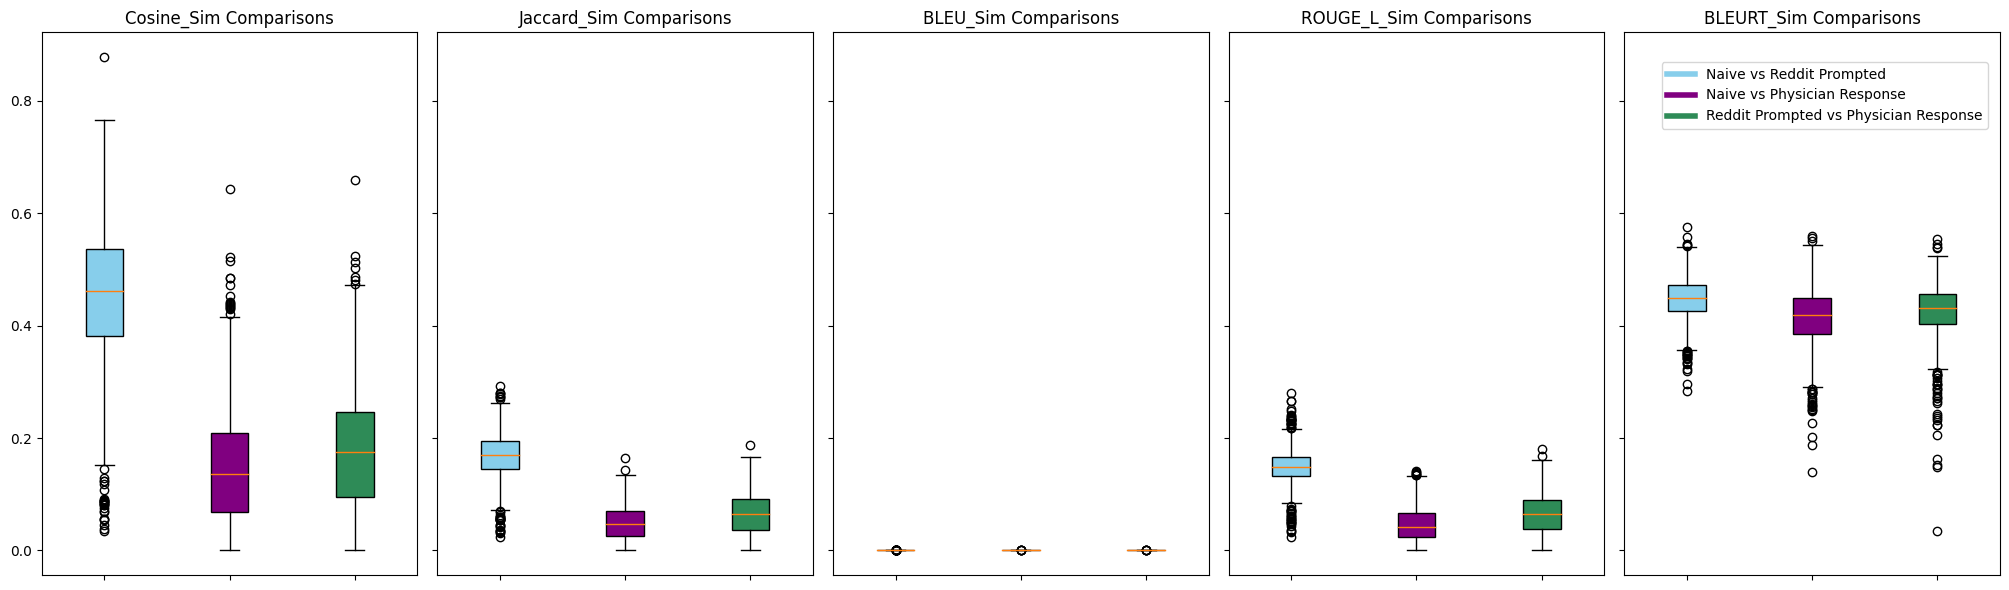 Cosine_Sim Comparisons
Jaccard_Sim Comparisons
BLEU_Sim Comparisons
ROUGE_L_Sim Comparisons
BLEURT_Sim Comparisons
0.8
0.6
0.4
0.2
0.0
Naive vs Reddit Prompted
Naive vs Physician Response
Reddit Prompted vs Physician Response